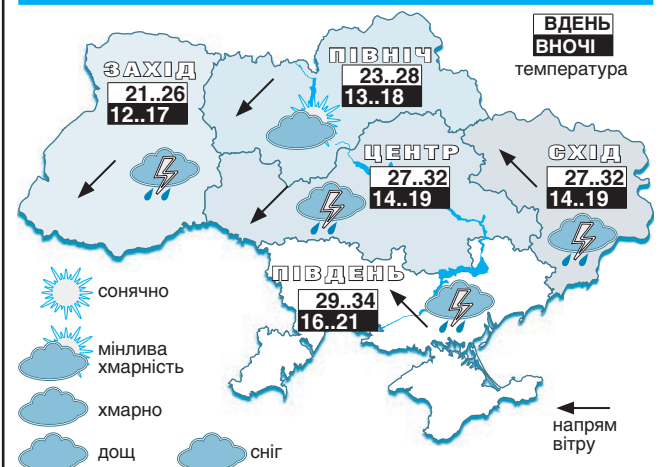 ВДЕНЬ
ВНОЧІ
температура
ПІВНІЧ
23..28
13..18
ЗАХІД
21..26
12..17
ЦЕНТР
27..32
14..19
СХІД
27..32
14..19
ПІВДЕНЬ
29..34
16..21
сонячно
мінлива
хмарність
хмарно
дощ
сніг
напрям
вітру